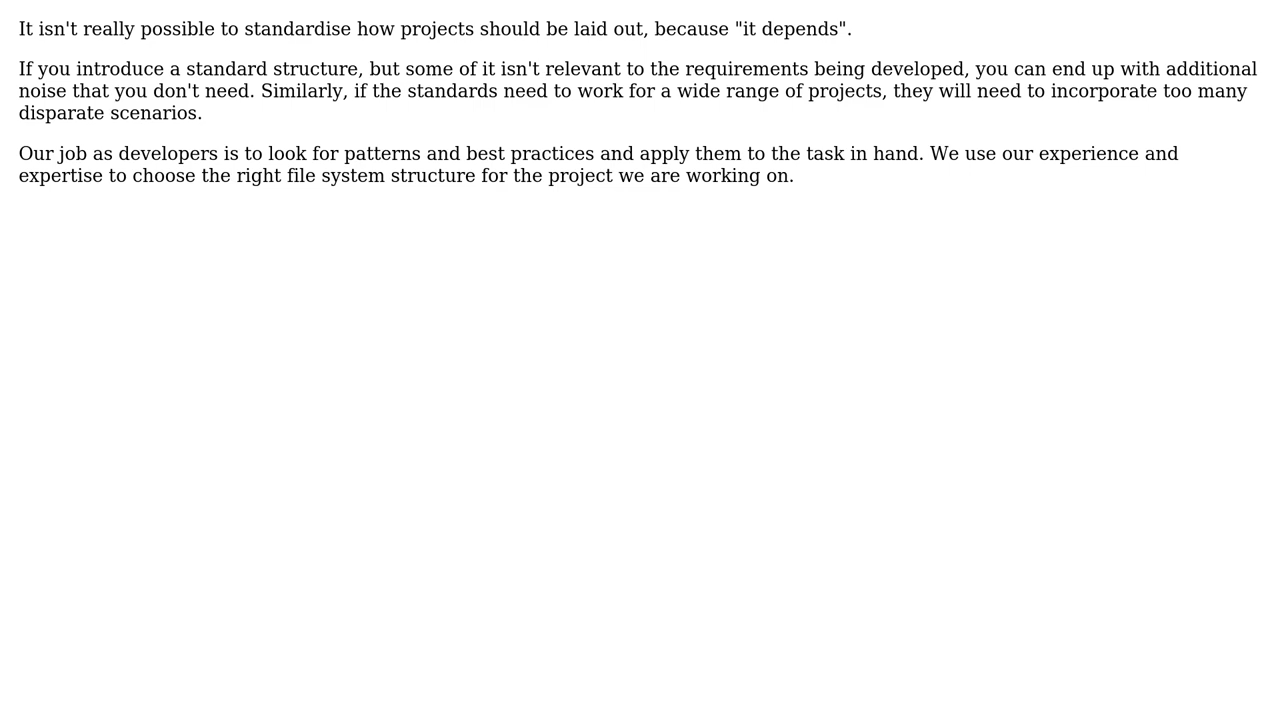 It isn't really possible to standardise how projects should be laid out, because "it depends".
If you introduce a standard structure, but some of it isn't relevant to the requirements being developed, you can end up with additional
noise that you don't need. Similarly, if the standards need to work for a wide range of projects, they will need to incorporate too many
disparate scenarios.
Our job as developers is to look for patterns and best practices and apply them to the task in hand. We use our experience and
expertise to choose the right file system structure for the project we are working on.